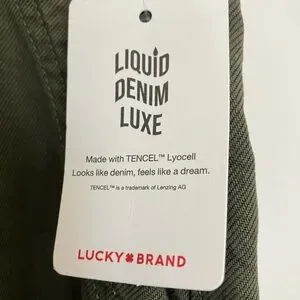 LIQUID
DENIM
LUXE
Made with TENCEL™ Lyocell
Looks like denim, feels like a dream.
TENCEL™ is a trademark of Lenzing AG
LUCKY BRAND